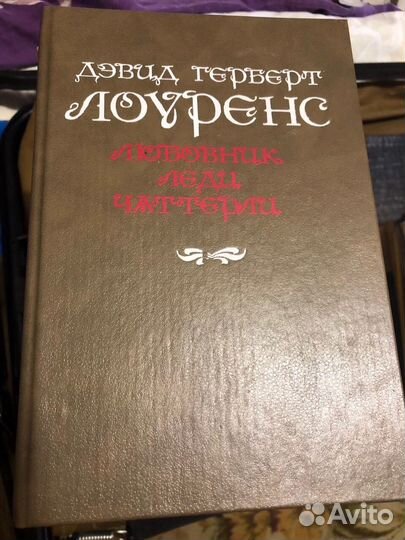 ДЭВИД ГЕРБЕРТ
ЛОУРЕНС
ЛЮБОВНИК
ЛЕДИ
ЧАТТЕРЛИ
Avito